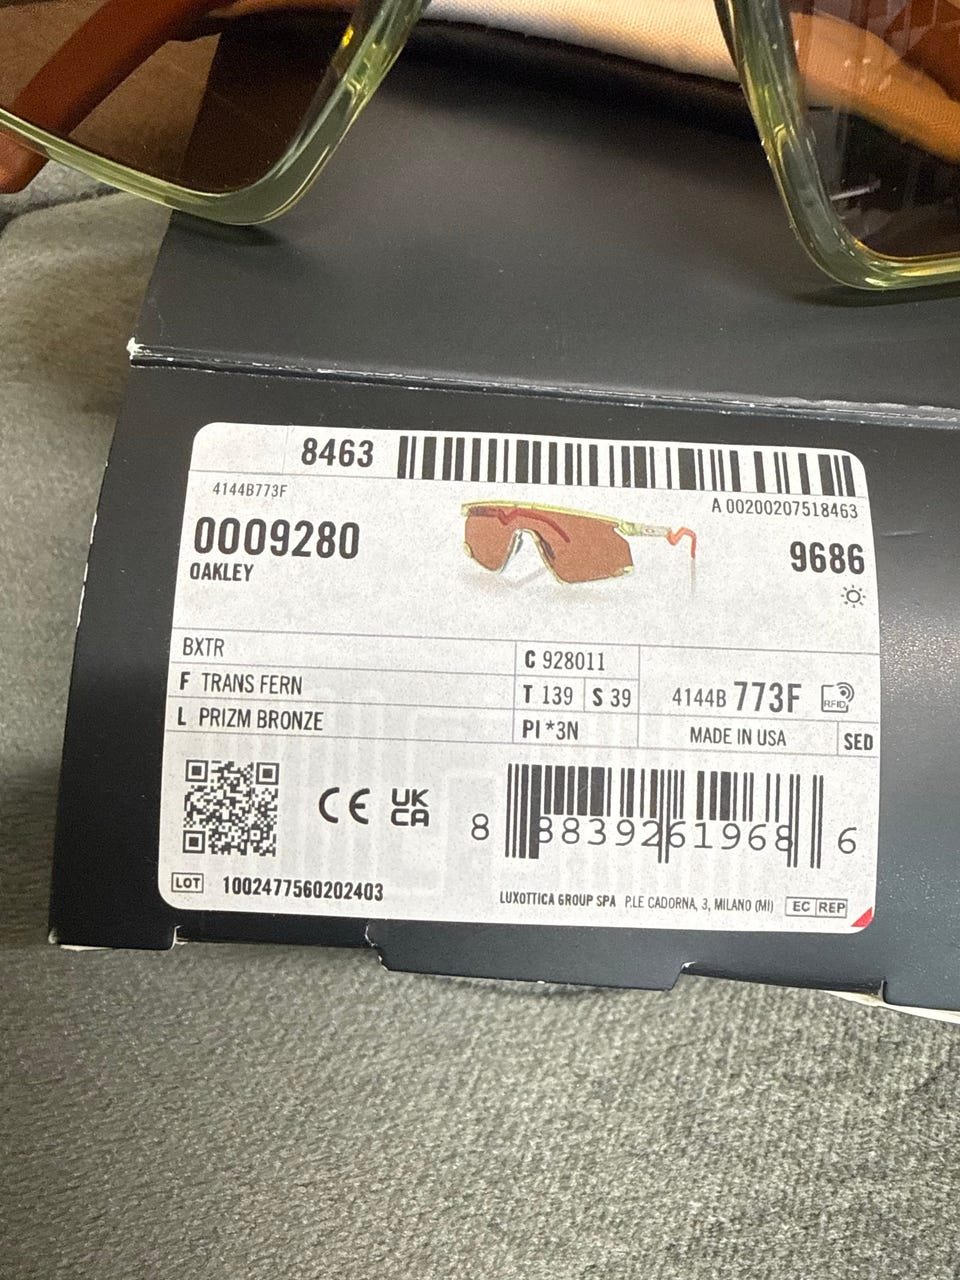 8463
4144B773F
A 00200207518463
0009280
9686
OAKLEY
BXTR
C 928011
F TRANS FERN
T 139 S 39
4144B 773F
RFID
L PRIZM BRONZE
PI *3N
MADE IN USA
SED
CE UK
CA
8 88392 61968 6
LOT 1002477560202403
LUXOTTICA GROUP SPA P.LE CADORNA, 3, MILANO (MI) EC REP